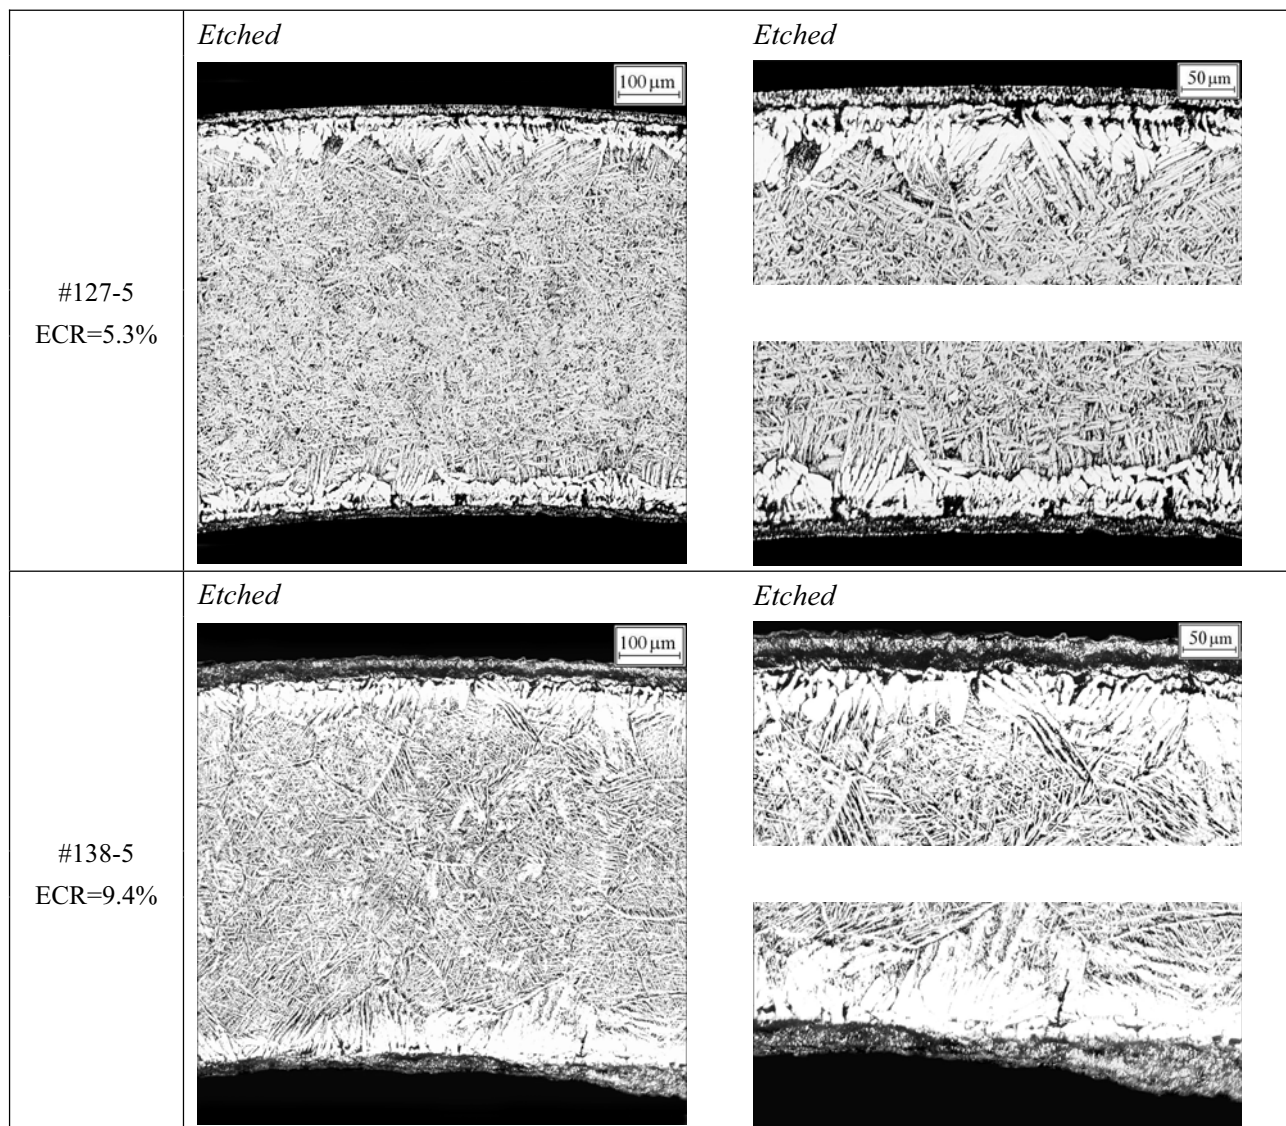 Etched
Etched
100 μm
50 μm
#127-5
ECR=5.3%
Etched
Etched
100 μm
50 μm
#138-5
ECR=9.4%